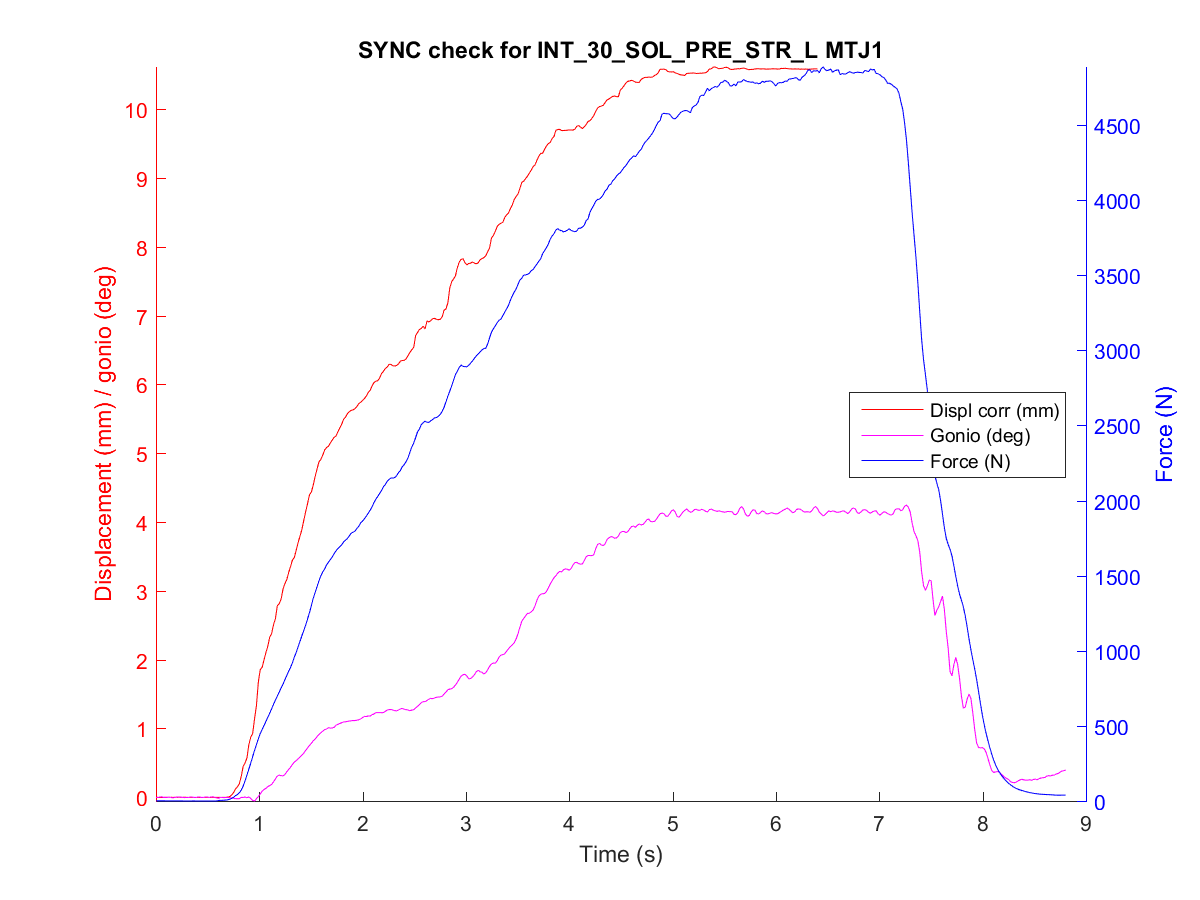 SYNC check for INT_30_SOL_PRE_STR_L MTJ1
Displacement (mm) / gonio (deg)
10
9
8
7
6
5
4
3
2
1
0
4500
4000
3500
3000
2500
2000
1500
1000
500
0
Force (N)
Displ corr (mm)
Gonio (deg)
Force (N)
0 1 2 3 4 5 6 7 8 9
Time (s)